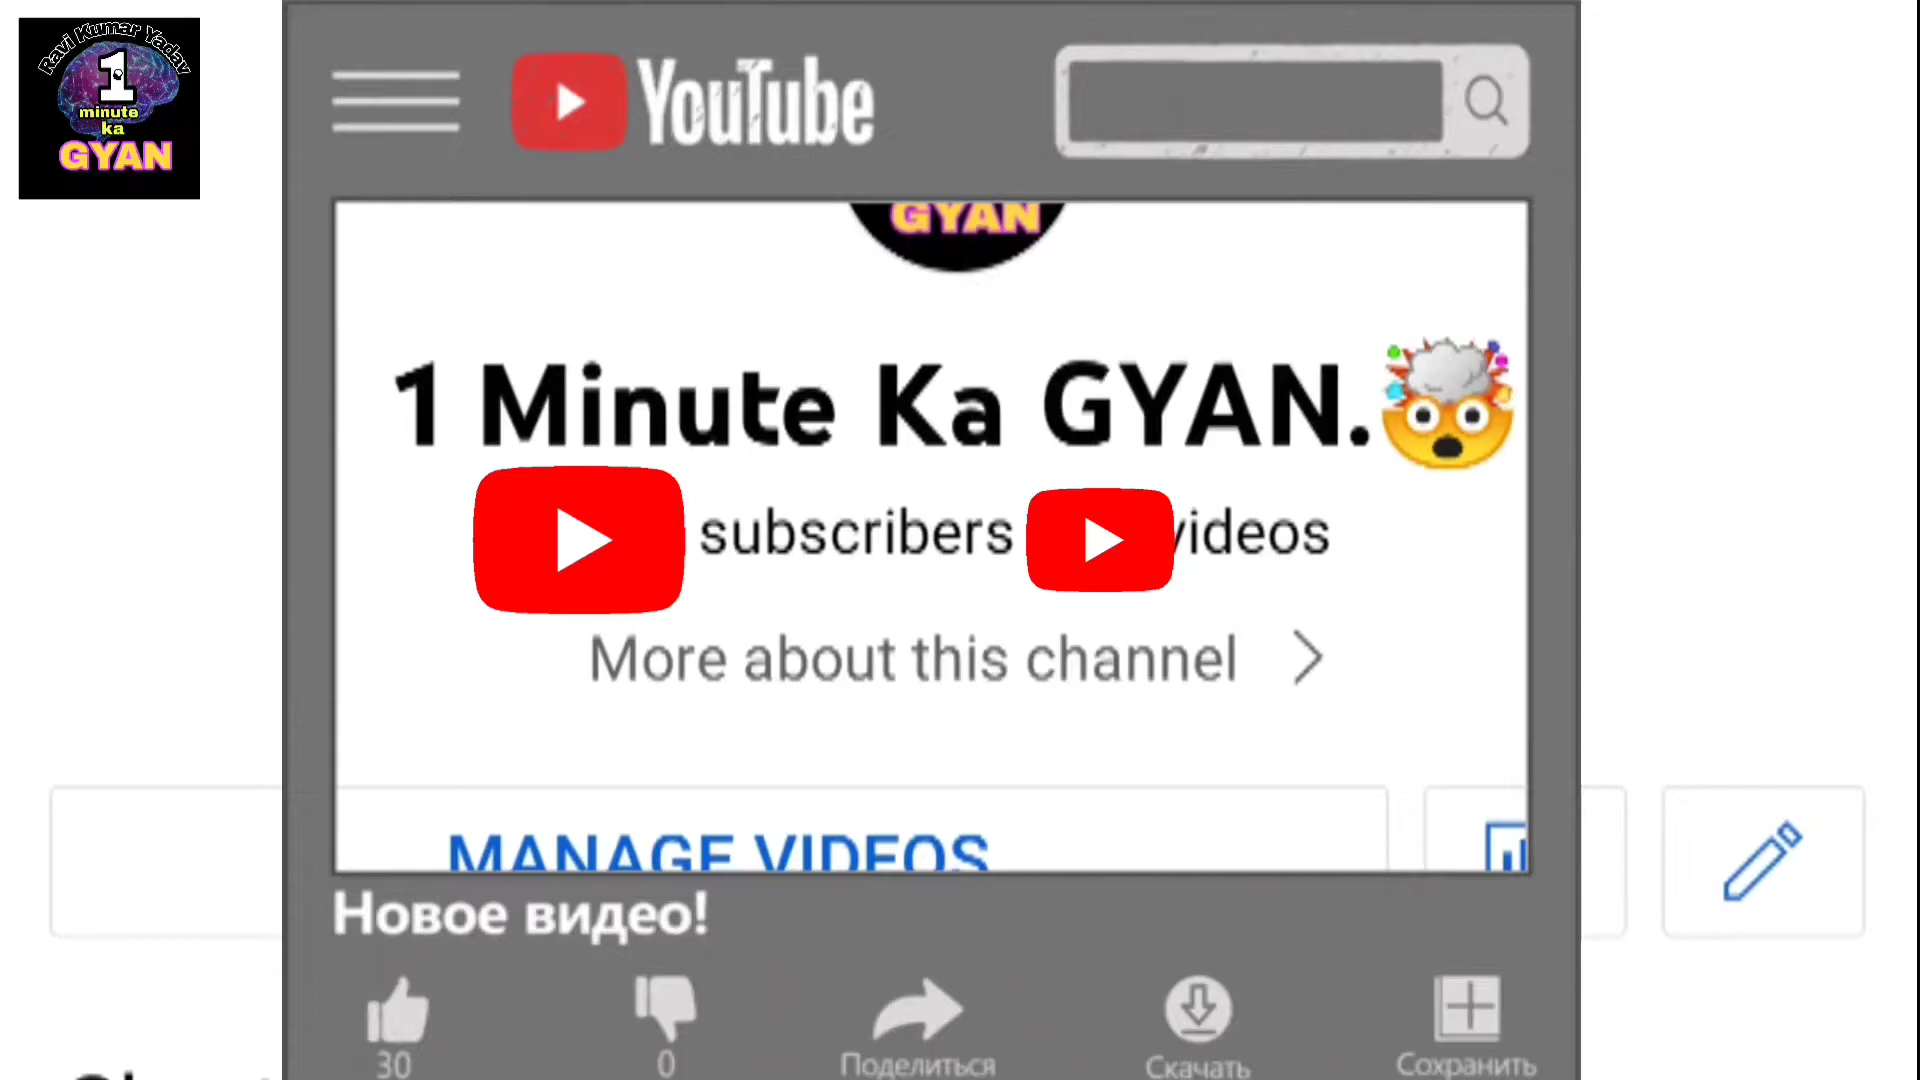 Ravi Kumar Yadav
1
minute
ka
GYAN
YouTube
GYAN
1 Minute Ka GYAN.🤯
subscribers
videos
More about this channel
MANAGE VIDEOS
Новое видео!
30
0
Поделиться
Скачать
Сохранить